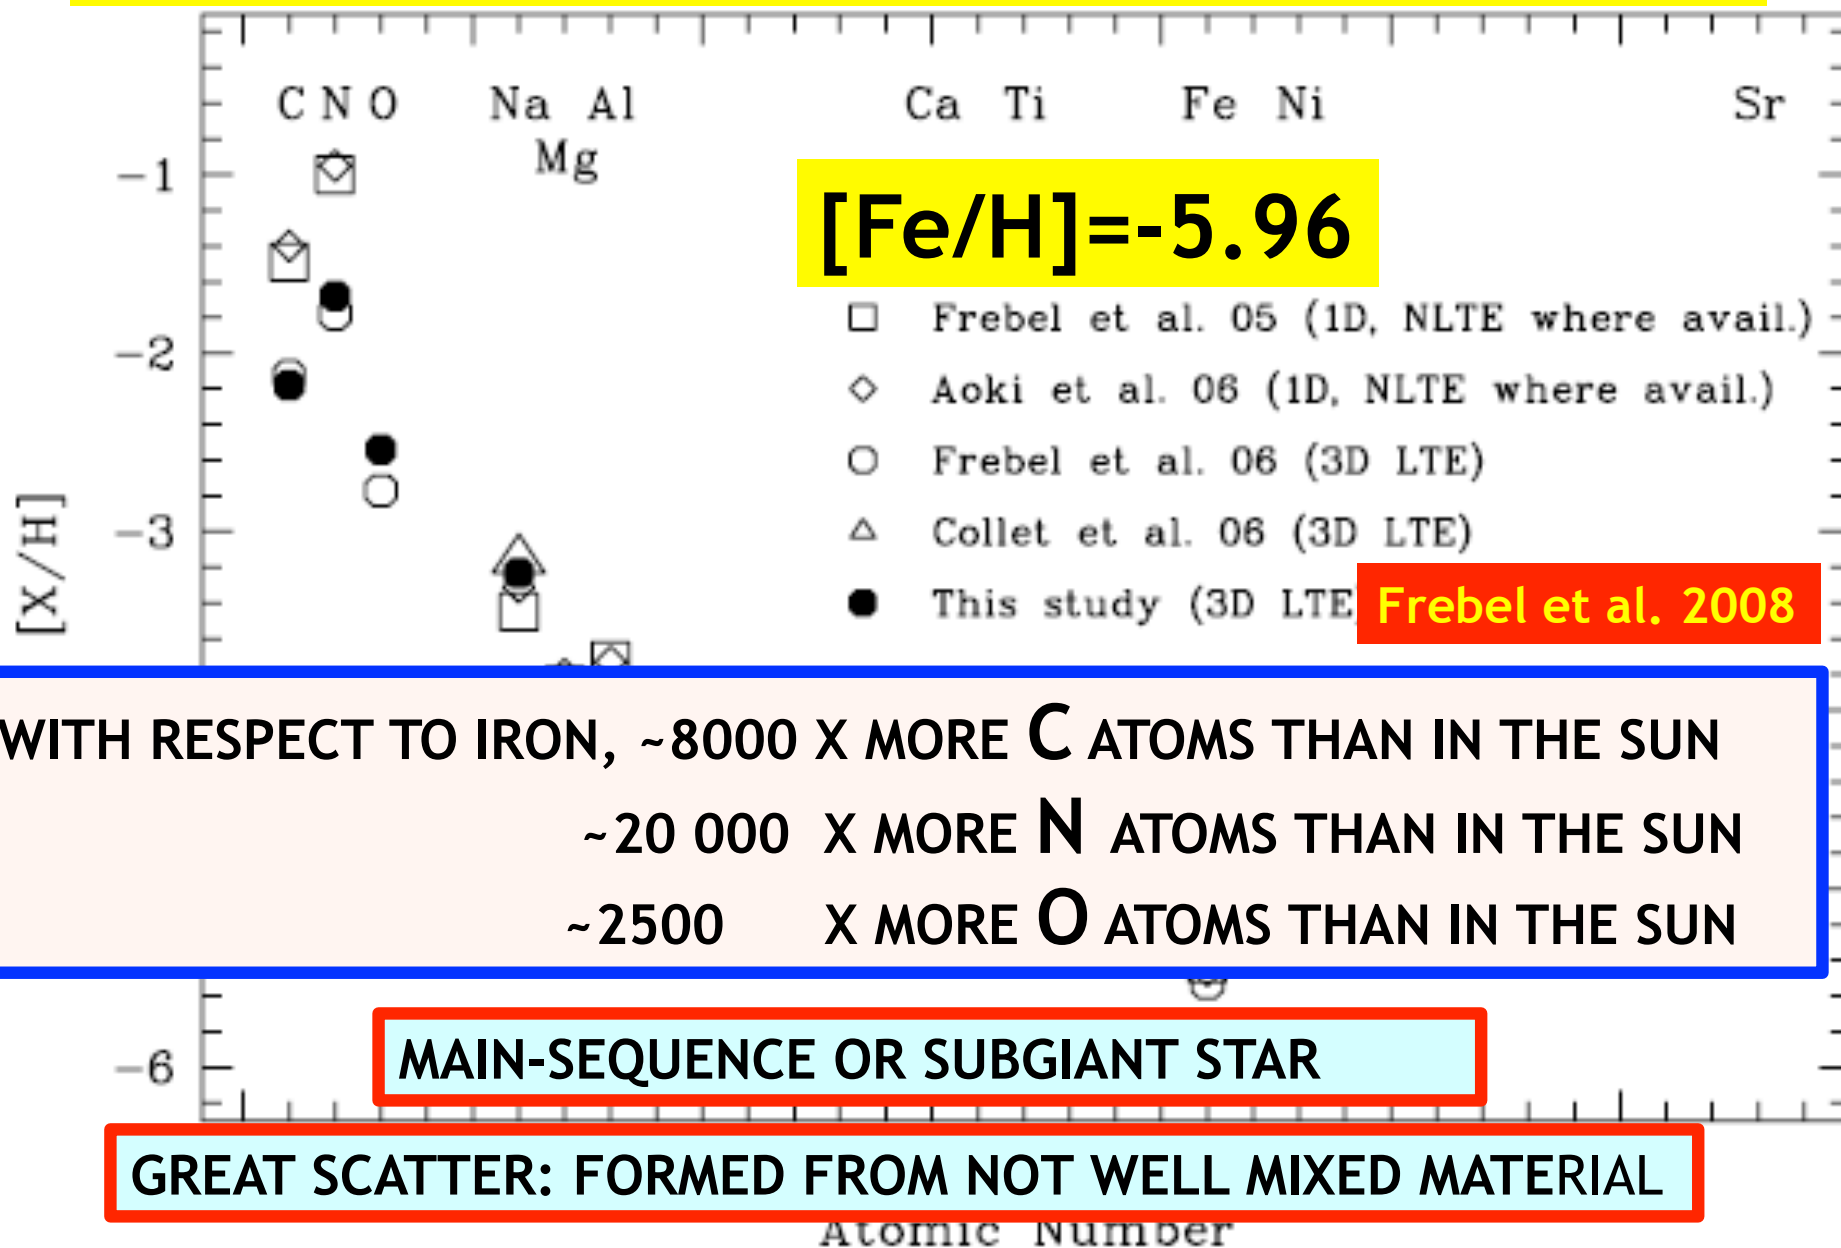 C N O Na Al Ca Ti Fe Ni Sr
Mg
-1
[Fe/H]=-5.96
□ Frebel et al. 05 (1D, NLTE where avail.)
-2
◇ Aoki et al. 06 (1D, NLTE where avail.)
○ Frebel et al. 06 (3D LTE)
[X/H]
-3
△ Collet et al. 06 (3D LTE)
● This study (3D LTE
Frebel et al. 2008
WITH RESPECT TO IRON, ~8000 X MORE C ATOMS THAN IN THE SUN
~20 000 X MORE N ATOMS THAN IN THE SUN
~2500 X MORE O ATOMS THAN IN THE SUN
-6
MAIN-SEQUENCE OR SUBGIANT STAR
GREAT SCATTER: FORMED FROM NOT WELL MIXED MATERIAL
Atomic Number